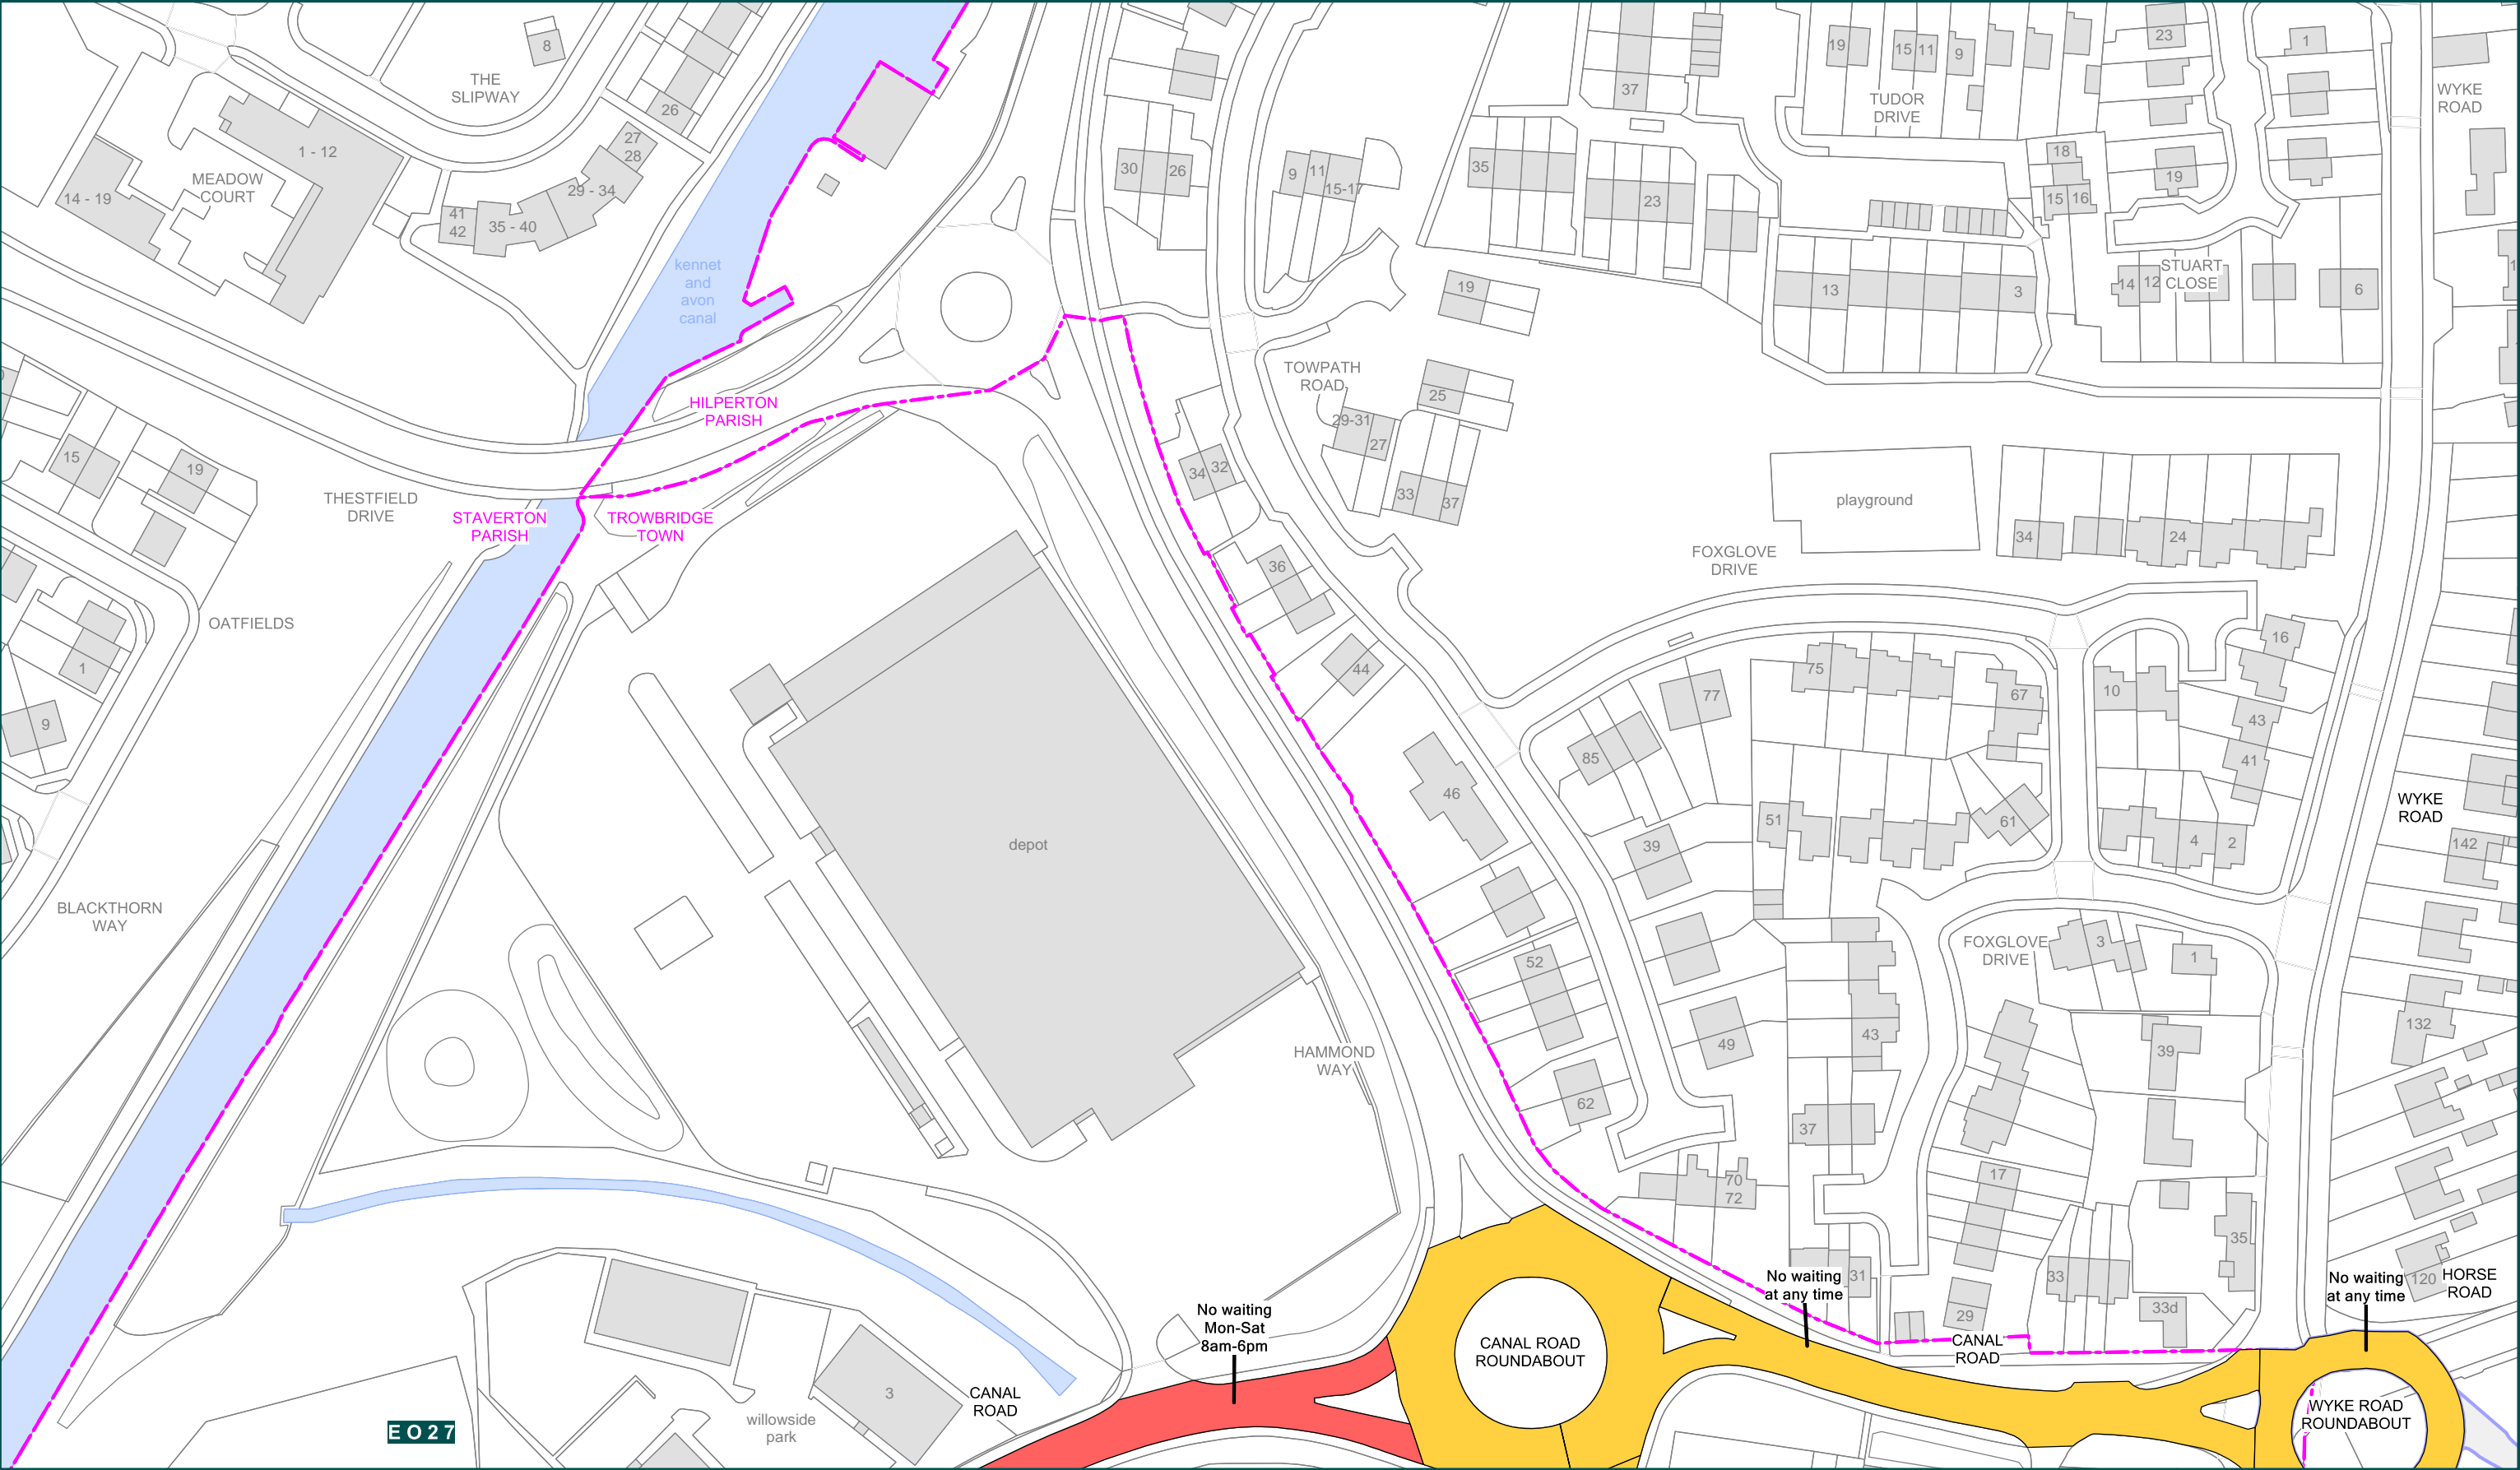 8
THE
SLIPWAY
26
27
28
1 - 12
MEADOW
COURT
14 - 19
29 - 34
41
42
35 - 40
kennet
and
avon
canal
30
26
9
11
15-17
37
35
23
19
15
11
9
TUDOR
DRIVE
23
1
WYKE
ROAD
18
15
16
19
13
3
14
12
STUART
CLOSE
6
19
TOWPATH
ROAD
25
29-31
27
33
37
HILPERTON
PARISH
15
19
THESTFIELD
DRIVE
STAVERTON
PARISH
TROWBRIDGE
TOWN
34
32
36
44
46
OATFIELDS
1
9
playground
34
24
FOXGLOVE
DRIVE
16
75
77
67
10
43
41
85
51
61
39
4
2
WYKE
ROAD
142
depot
BLACKTHORN
WAY
52
FOXGLOVE
DRIVE
3
1
49
43
39
132
HAMMOND
WAY
62
37
70
72
17
35
31
33
29
33d
120
HORSE
ROAD
No waiting
at any time
No waiting
at any time
No waiting
Mon-Sat
8am-6pm
CANAL ROAD
ROUNDABOUT
CANAL
ROAD
WYKE ROAD
ROUNDABOUT
3
CANAL
ROAD
willowside
park
EO27